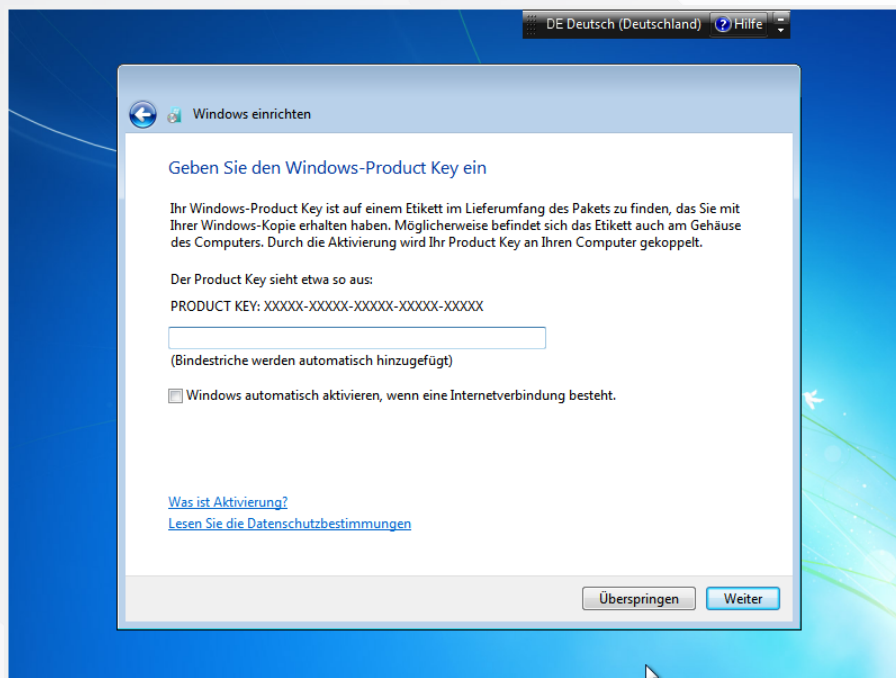 DE Deutsch (Deutschland) Hilfe
Windows einrichten
Geben Sie den Windows-Product Key ein
Ihr Windows-Product Key ist auf einem Etikett im Lieferumfang des Pakets zu finden, das Sie mit
Ihrer Windows-Kopie erhalten haben. Möglicherweise befindet sich das Etikett auch am Gehäuse
des Computers. Durch die Aktivierung wird Ihr Product Key an Ihren Computer gekoppelt.
Der Product Key sieht etwa so aus:
PRODUCT KEY: XXXXX-XXXXX-XXXXX-XXXXX-XXXXX
(Bindestriche werden automatisch hinzugefügt)
Windows automatisch aktivieren, wenn eine Internetverbindung besteht.
Was ist Aktivierung?
Lesen Sie die Datenschutzbestimmungen
Überspringen Weiter